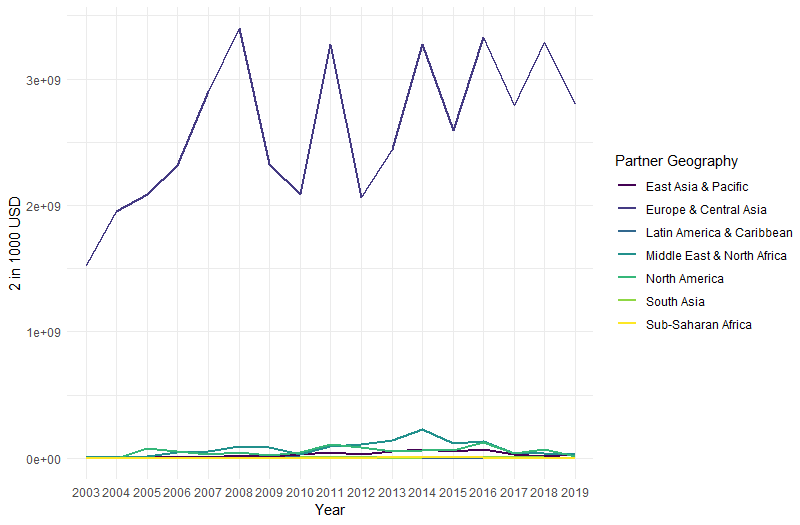 3e+09
2e+09
1e+09
0e+00
2 in 1000 USD
2003 2004 2005 2006 2007 2008 2009 2010 2011 2012 2013 2014 2015 2016 2017 2018 2019
Year
Partner Geography
East Asia & Pacific
Europe & Central Asia
Latin America & Caribbean
Middle East & North Africa
North America
South Asia
Sub-Saharan Africa